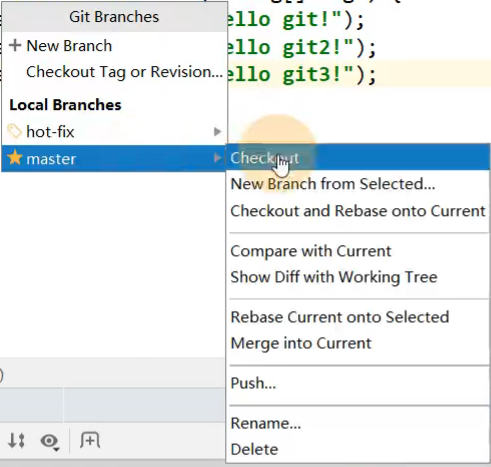 Git Branches
ello git!");
+ New Branch
ello git2!");
Checkout Tag or Revision...
ello git3!");
Local Branches
hot-fix
master
Checkout
New Branch from Selected...
Checkout and Rebase onto Current
Compare with Current
Show Diff with Working Tree
Rebase Current onto Selected
Merge into Current
Push...
Rename...
Delete
)